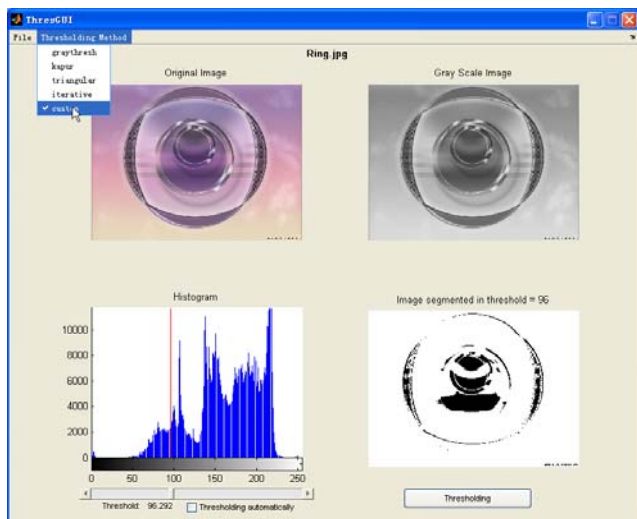 ThresGUI
File Thresholding Method
graythresh
kapur
triangular
iterative
Ring.jpg
Original Image
Gray Scale Image
Histogram
10000
8000
6000
4000
2000
0
0 50 100 150 200 250
Threshold: 96.292
Thresholding automatically
Image segmented in threshold = 96
Thresholding